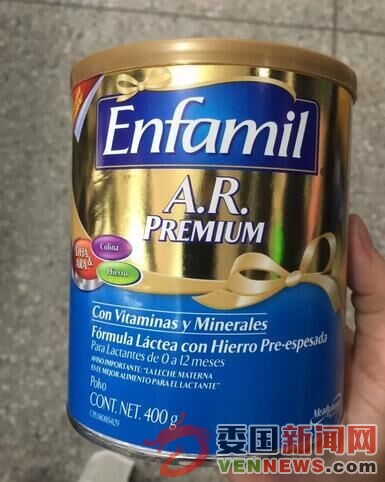 Enfamil
A.R.
PREMIUM
DHA
ARA
Colina
Hierro
Con Vitaminas y Minerales
Fórmula Láctea con Hierro Pre-espesada
Para Lactantes de 0 a 12 meses
AVISO IMPORTANTE: "LA LECHE MATERNA
ES EL MEJOR ALIMENTO PARA EL LACTANTE"
Polvo
CONT. NET. 400 g
委国新闻网
VENNEWS.COM